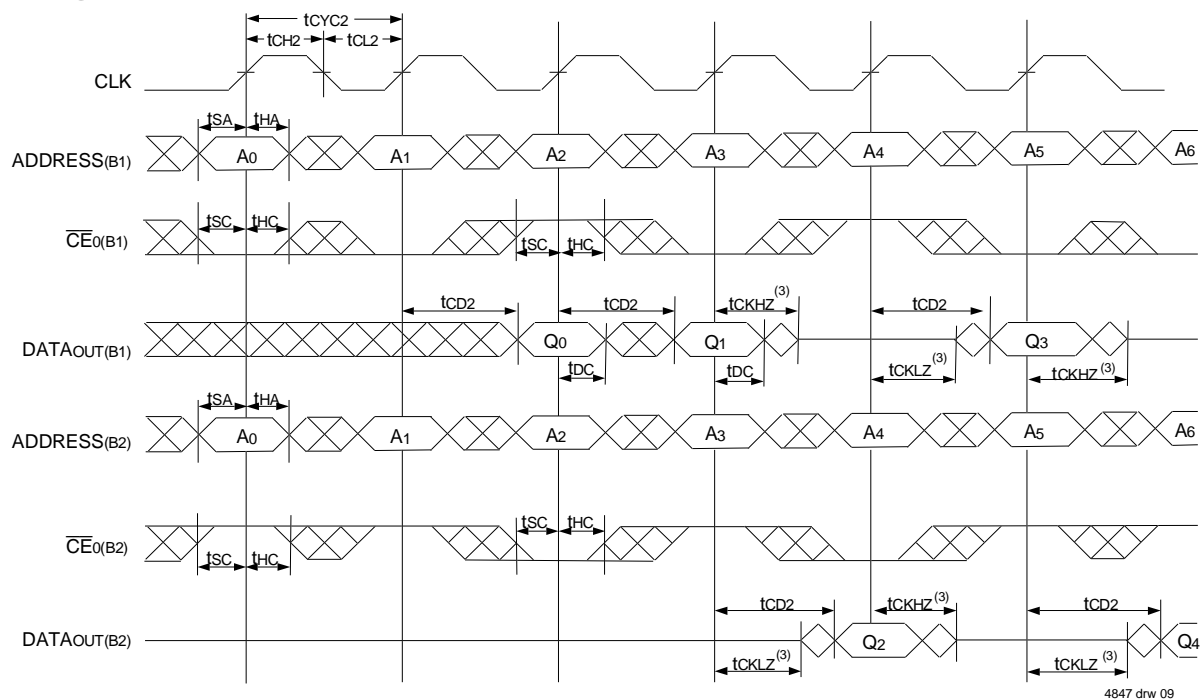 tCYC2
tCH2 tCL2
CLK
tSA tHA
ADDRESS(B1) A0 A1 A2 A3 A4 A5 A6
tSC tHC tSC tHC
CE0(B1)
tCD2 tCD2 tCKHZ(3) tCD2
DATAOUT(B1) Q0 Q1 Q3
tDC tDC tCKLZ(3) tCKHZ(3)
tSA tHA
ADDRESS(B2) A0 A1 A2 A3 A4 A5 A6
tSC tHC
CE0(B2)
tSC tHC
tCD2 tCKHZ(3) tCD2
DATAOUT(B2) Q2 Q4
tCKLZ(3) tCKLZ(3)
4847 drw 09